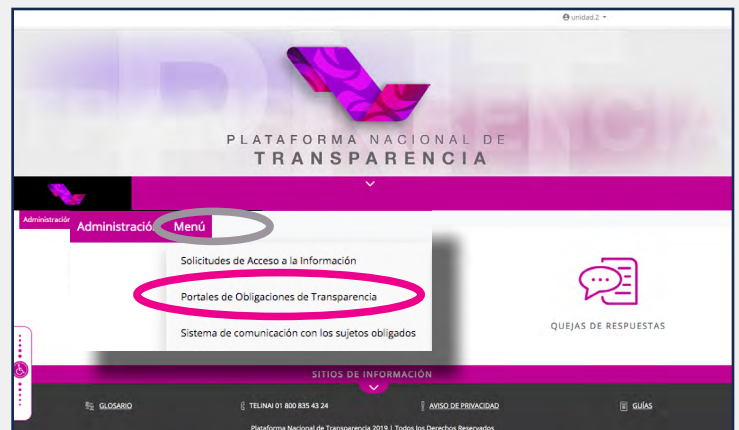 unidad.2
PLATAFORMA NACIONAL DE
TRANSPARENCIA
Administración
Administración Menú
Solicitudes de Acceso a la Información
Portales de Obligaciones de Transparencia
Sistema de comunicación con los sujetos obligados
QUEJAS DE RESPUESTAS
SITIOS DE INFORMACIÓN
GLOSARIO
TELINAI 01 800 835 43 24
AVISO DE PRIVACIDAD
GUÍAS
Plataforma Nacional de Transparencia 2019 | Todos los Derechos Reservados